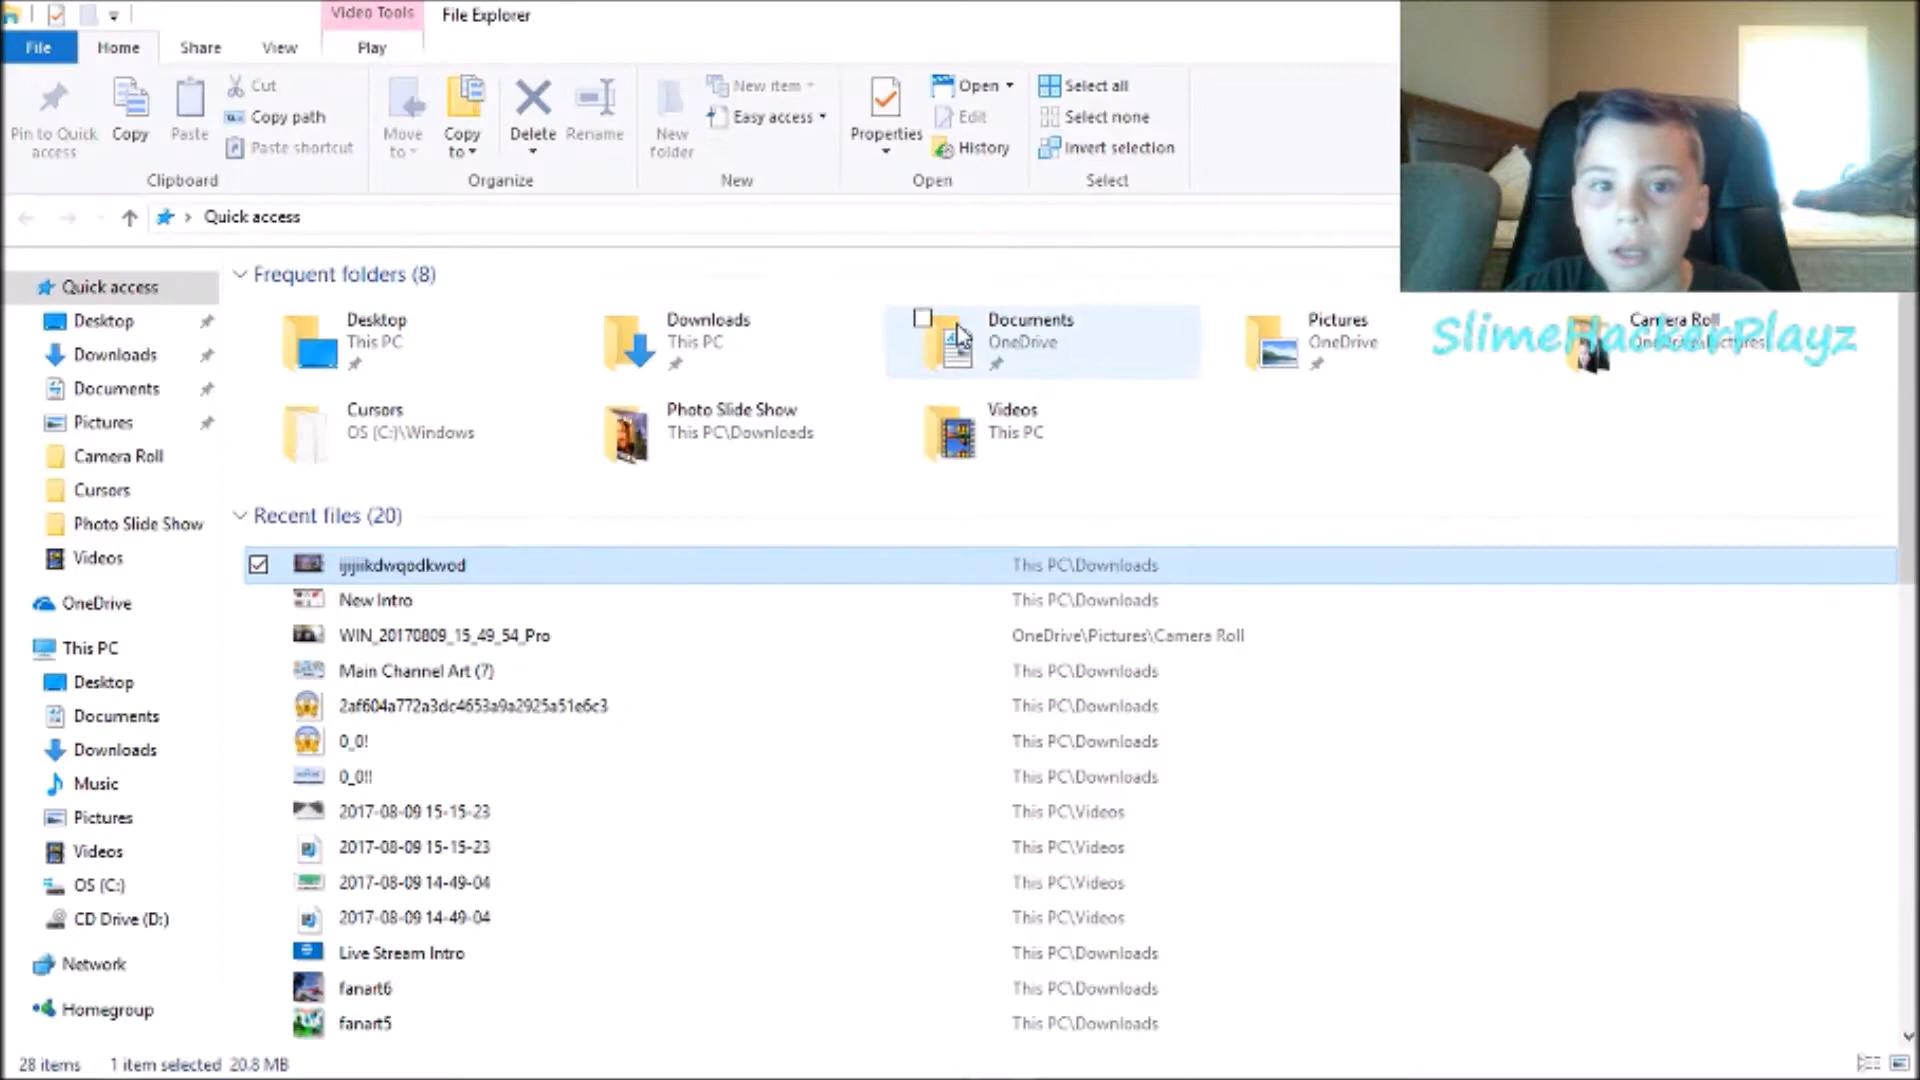 Video Tools
File Explorer
File
Home
Share
View
Play
Pin to Quick access
Copy
Paste
Cut
Copy path
Paste shortcut
Clipboard
Move to
Copy to
Delete
Rename
Organize
New folder
New item
Easy access
New
Properties
Open
Edit
History
Open
Select all
Select none
Invert selection
Select
Quick access
Quick access
Desktop
Downloads
Documents
Pictures
Camera Roll
Cursors
Photo Slide Show
Videos
OneDrive
This PC
Desktop
Documents
Downloads
Music
Pictures
Videos
OS (C:)
CD Drive (D:)
Network
Homegroup
Frequent folders (8)
Desktop
This PC
Downloads
This PC
Documents
OneDrive
Pictures
OneDrive
Camera Roll
OneDrive\Pictures
SlimeHackerPlayz
Cursors
OS (C:)\Windows
Photo Slide Show
This PC\Downloads
Videos
This PC
Recent files (20)
This PC\Downloads
New Intro This PC\Downloads
WIN_20170809_15_49_54_Pro OneDrive\Pictures\Camera Roll
Main Channel Art (7) This PC\Downloads
2af604a772a3dc4653a9a2925a51e6c3 This PC\Downloads
0_0! This PC\Downloads
0_0!! This PC\Downloads
2017-08-09 15-15-23 This PC\Videos
2017-08-09 15-15-23 This PC\Videos
2017-08-09 14-49-04 This PC\Videos
2017-08-09 14-49-04 This PC\Videos
Live Stream Intro This PC\Downloads
fanart6 This PC\Downloads
fanart5 This PC\Downloads
28 items 1 item selected 20.8 MB